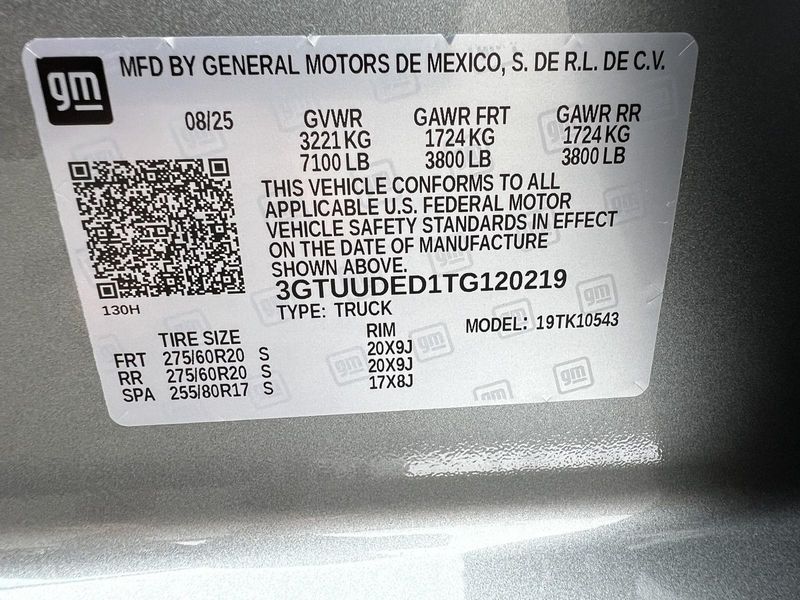 gm
MFD BY GENERAL MOTORS DE MEXICO, S. DE R.L. DE C.V.
08/25 GVWR GAWR FRT GAWR RR
3221 KG 1724 KG 1724 KG
7100 LB 3800 LB 3800 LB
THIS VEHICLE CONFORMS TO ALL
APPLICABLE U.S. FEDERAL MOTOR
VEHICLE SAFETY STANDARDS IN EFFECT
ON THE DATE OF MANUFACTURE
SHOWN ABOVE.
3GTUUDED1TG120219
130H
TYPE: TRUCK
MODEL: 19TK10543
TIRE SIZE RIM
FRT 275/60R20 S 20X9J
RR 275/60R20 S 20X9J
SPA 255/80R17 S 17X8J